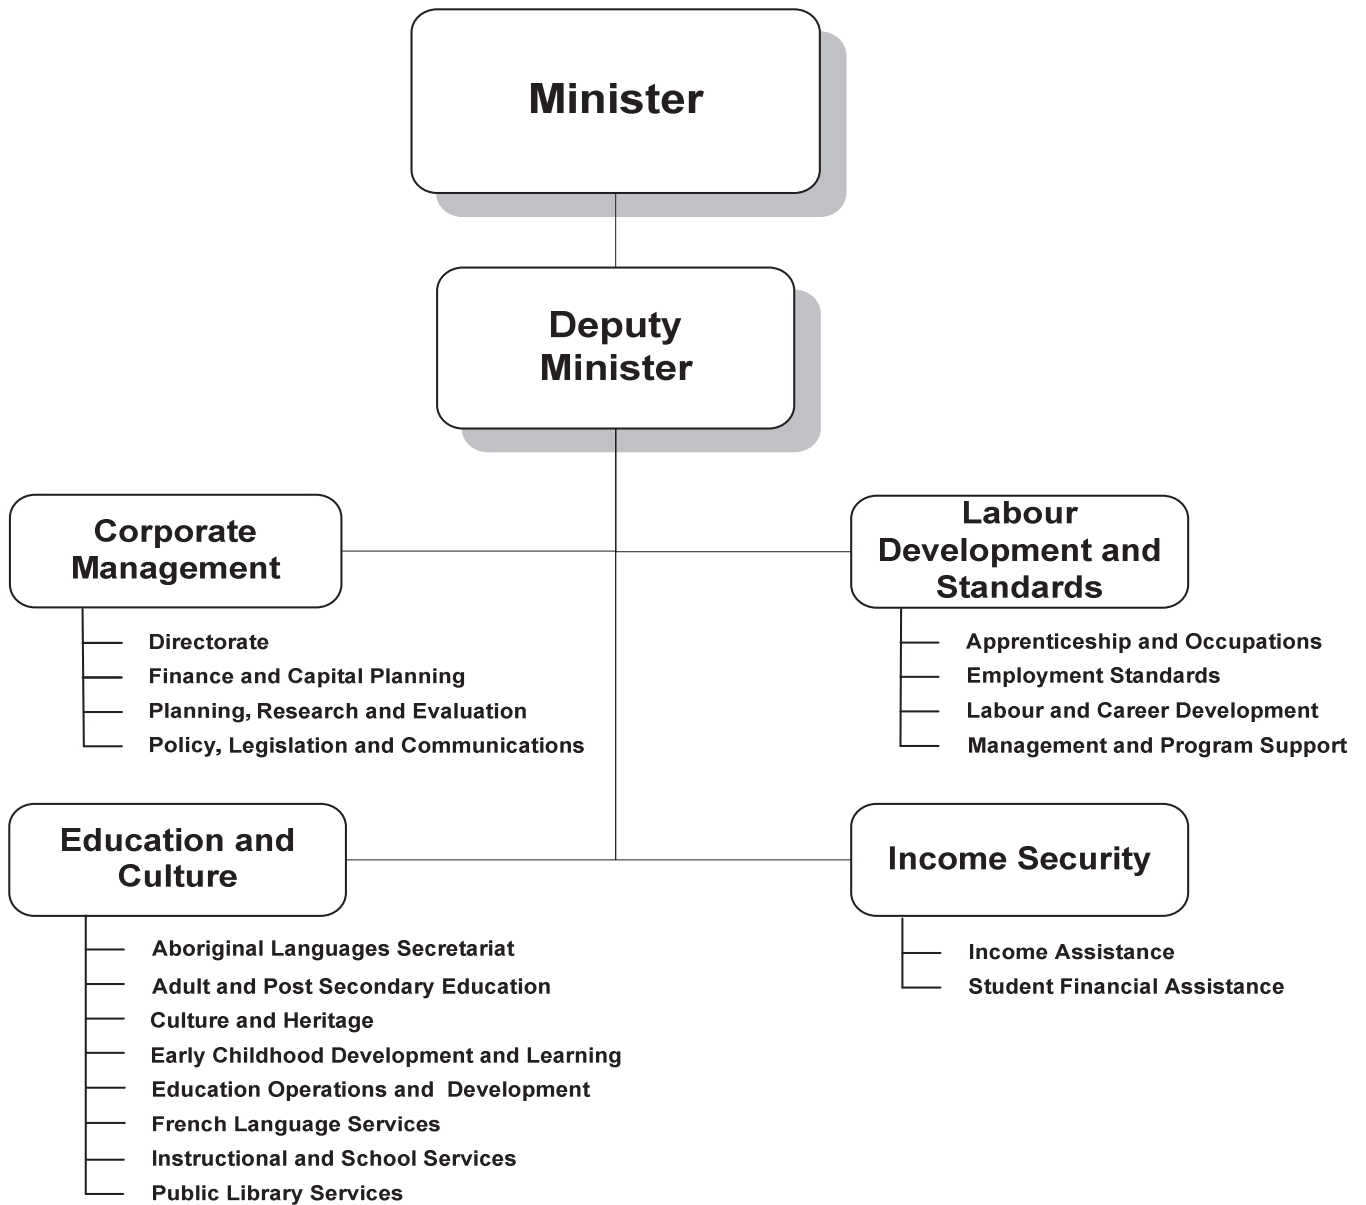 Minister
Deputy
Minister
Corporate
Management
Directorate
Finance and Capital Planning
Planning, Research and Evaluation
Policy, Legislation and Communications
Labour
Development and
Standards
Apprenticeship and Occupations
Employment Standards
Labour and Career Development
Management and Program Support
Education and
Culture
Aboriginal Languages Secretariat
Adult and Post Secondary Education
Culture and Heritage
Early Childhood Development and Learning
Education Operations and  Development
French Language Services
Instructional and School Services
Public Library Services
Income Security
Income Assistance
Student Financial Assistance